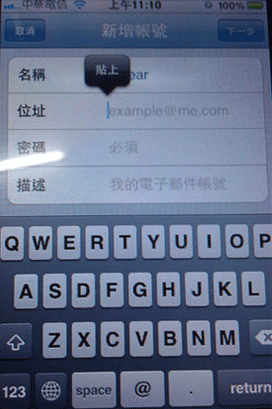 中華電信 上午11:10 100%
取消 新增帳號 下一步
貼上
名稱 ear
位址 example@me.com
密碼 必須
描述 我的電子郵件帳號
Q W E R T Y U I O P
A S D F G H J K L
Z X C V B N M
123 space @ . return